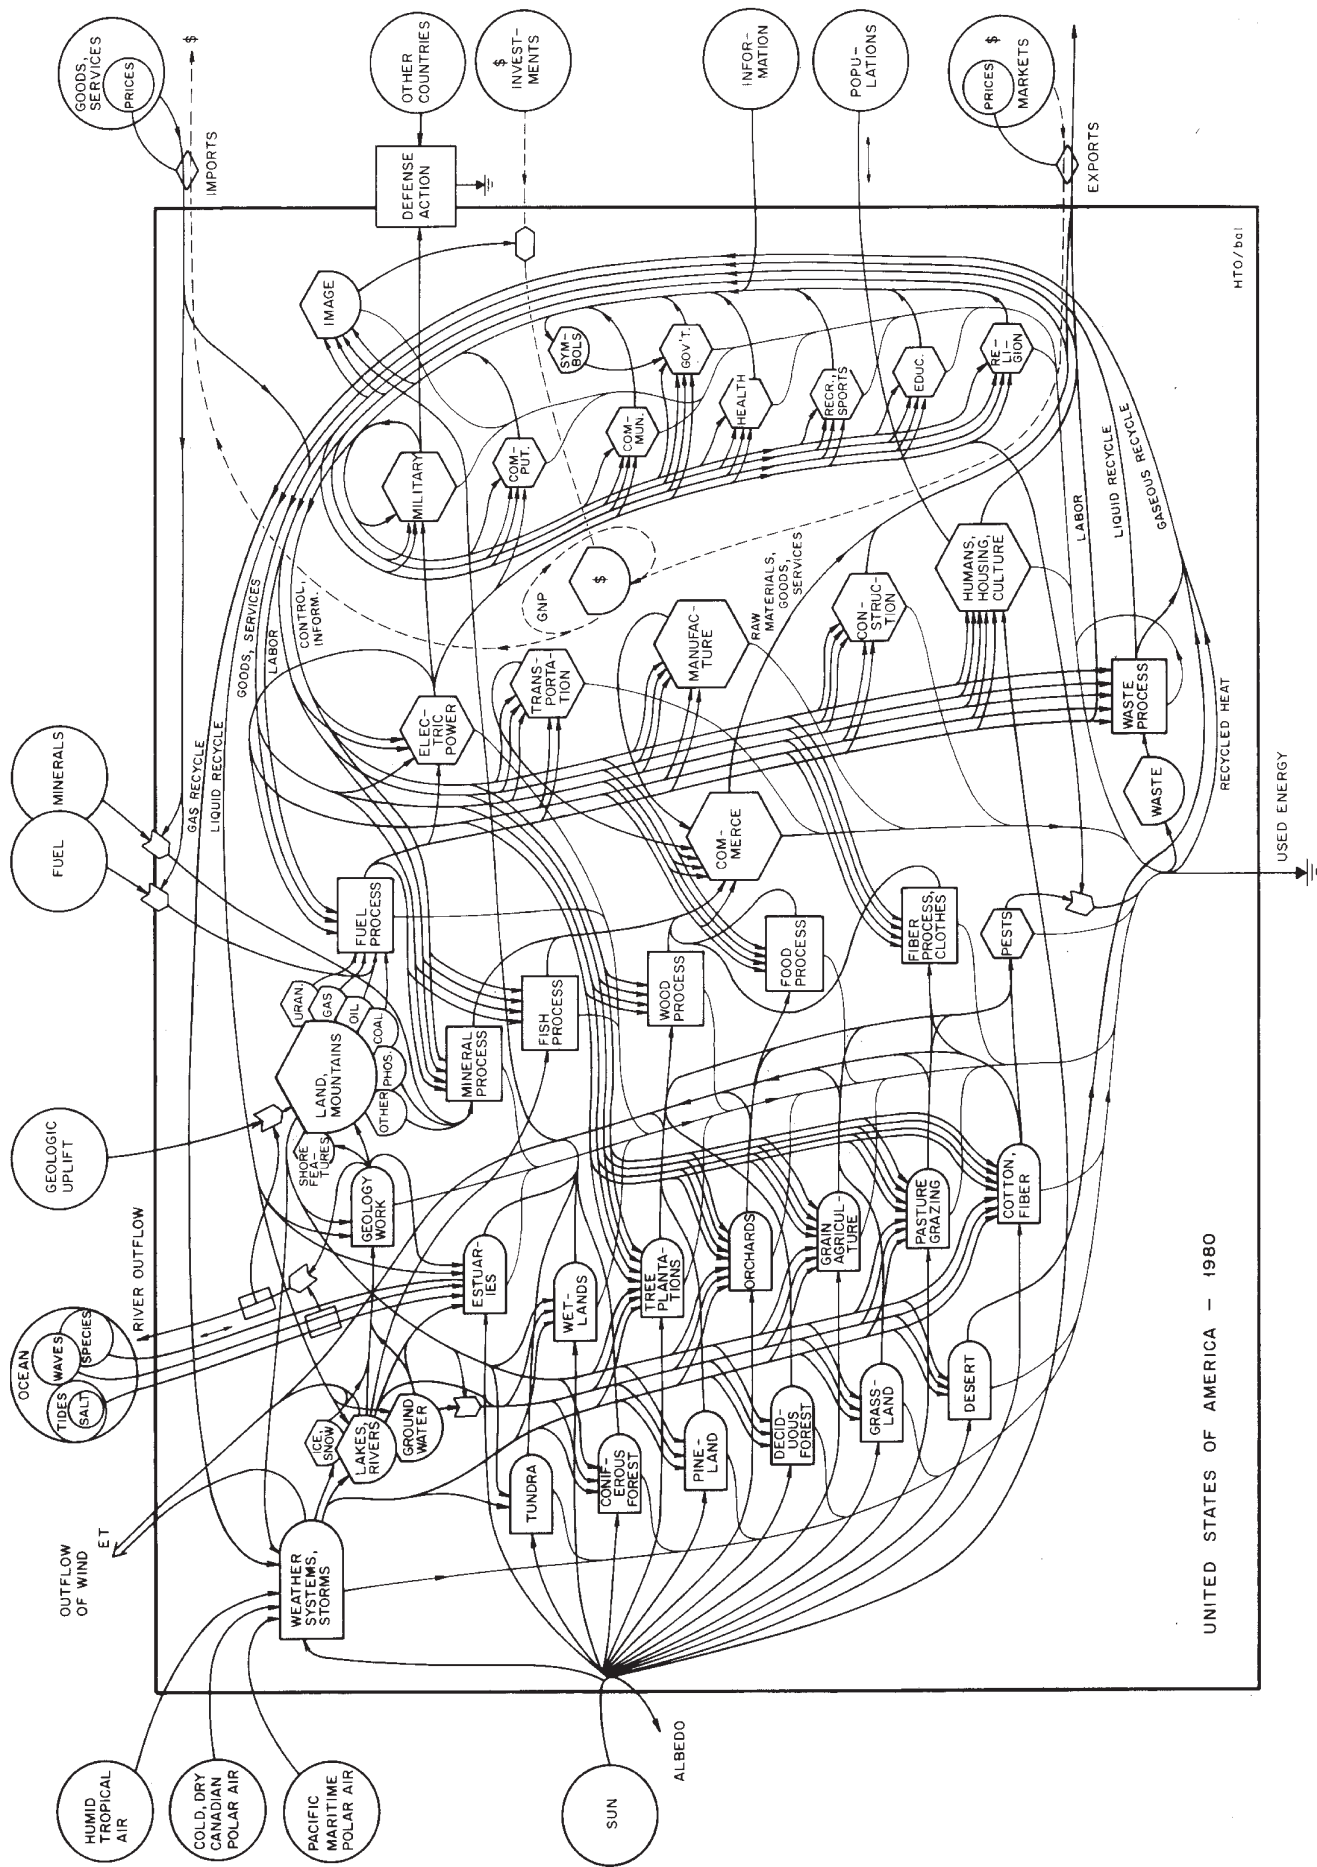 HUMID
TROPICAL
AIR
COLD, DRY
CANADIAN
POLAR AIR
PACIFIC
MARITIME
POLAR AIR
SUN
ALBEDO
OUTFLOW
OF WIND
ET
OCEAN
TIDES
WAVES
SALT
SPECIES
RIVER OUTFLOW
GEOLOGIC
UPLIFT
FUEL
MINERALS
GOODS,
SERVICES
PRICES
$
IMPORTS
OTHER
COUNTRIES
DEFENSE
ACTION
$
INVEST-
MENTS
INFOR-
MATION
POPU-
LATIONS
PRICES
$
MARKETS
EXPORTS
WEATHER
SYSTEMS,
STORMS
ICE,
SNOW
LAKES,
RIVERS
GROUND
WATER
SHORE
FEA-
TURES
GEOLOGY
WORK
LAND,
MOUNTAINS
URAN.
GAS
OIL
COAL
PHOS.
OTHER
FUEL
PROCESS
MINERAL
PROCESS
FISH
PROCESS
WOOD
PROCESS
FOOD
PROCESS
FIBER
PROCESS,
CLOTHES
PESTS
TUNDRA
CONIF-
EROUS
FOREST
PINE-
LAND
DECID-
UOUS
FOREST
GRASS-
LAND
DESERT
ESTUAR-
IES
WET-
LANDS
TREE
PLANTA-
TIONS
ORCHARDS
GRAIN
AGRICUL-
TURE
PASTURE
GRAZING
COTTON,
FIBER
GAS RECYCLE
LIQUID RECYCLE
GOODS, SERVICES
LABOR
CONTROL,
INFORM.
ELEC-
TRIC
POWER
TRANS-
PORTA-
TION
COM-
MERCE
MANUFAC-
TURE
RAW
MATERIALS,
GOODS,
SERVICES
CON-
STRUC-
TION
HUMANS,
HOUSING,
CULTURE
WASTE
PROCESS
WASTE
GNP
$
MILITARY
IMAGE
COM-
PUT.
COM-
MUN.
SYM-
BOLS
GOV'T.
HEALTH
RECR.,
SPORTS
EDUC.
RE-
LI-
GION
LABOR
LIQUID RECYCLE
GASEOUS RECYCLE
RECYCLED HEAT
USED ENERGY
HTO/bal
UNITED STATES OF AMERICA — 1980